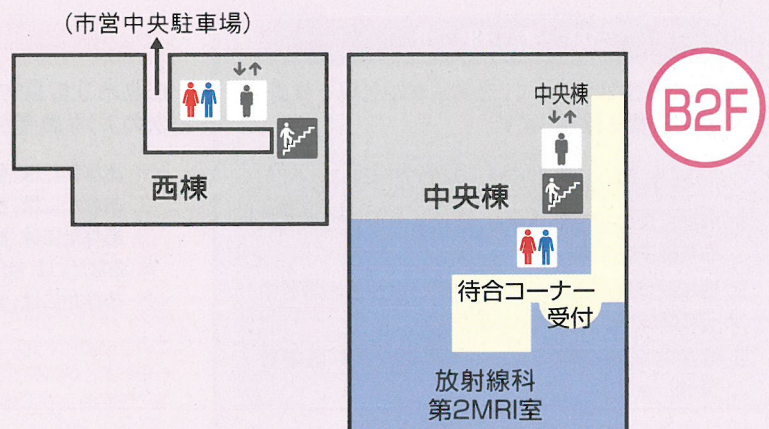 （市営中央駐車場）
西棟
中央棟
B2F
中央棟
待合コーナー
受付
放射線科
第2MRI室